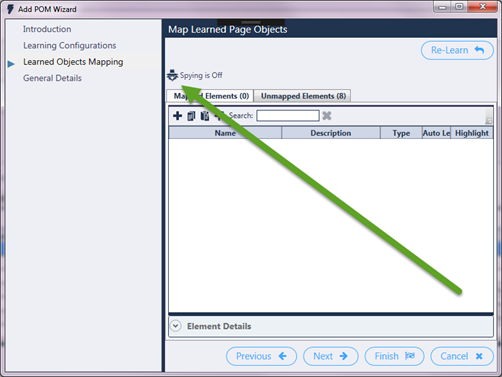 Add POM Wizard
Introduction
Learning Configurations
Learned Objects Mapping
General Details
Map Learned Page Objects
Re-Learn
Spying is Off
Mapped Elements (0) Unmapped Elements (8)
Search:
Name Description Type Auto Le Highlight
Element Details
Previous Next Finish Cancel